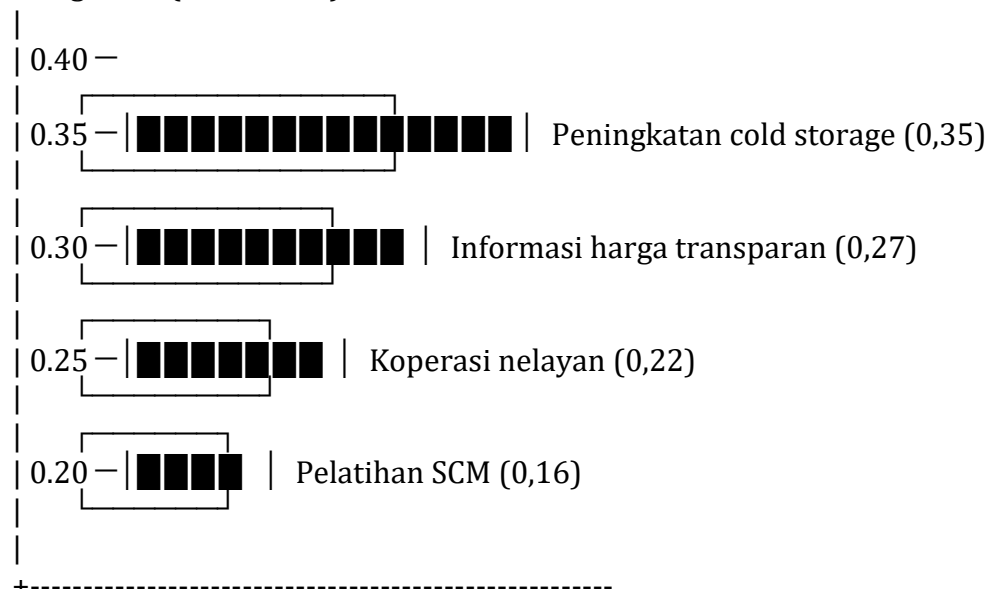 0.40
0.35 Peningkatan cold storage (0,35)
0.30 Informasi harga transparan (0,27)
0.25 Koperasi nelayan (0,22)
0.20 Pelatihan SCM (0,16)